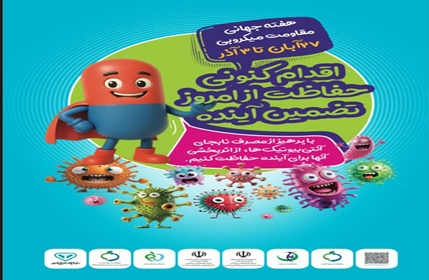 هفته جهانی
مقاومت میکروبی
۲۷ آبان تا ۳ آذر
اقدام کنونی
حفاظت از امروز
تضمین آینده
با پرهیز از مصرف نابجای
آنتی‌بیوتیک‌ها، از اثربخشی
آنها برای آینده حفاظت کنیم.